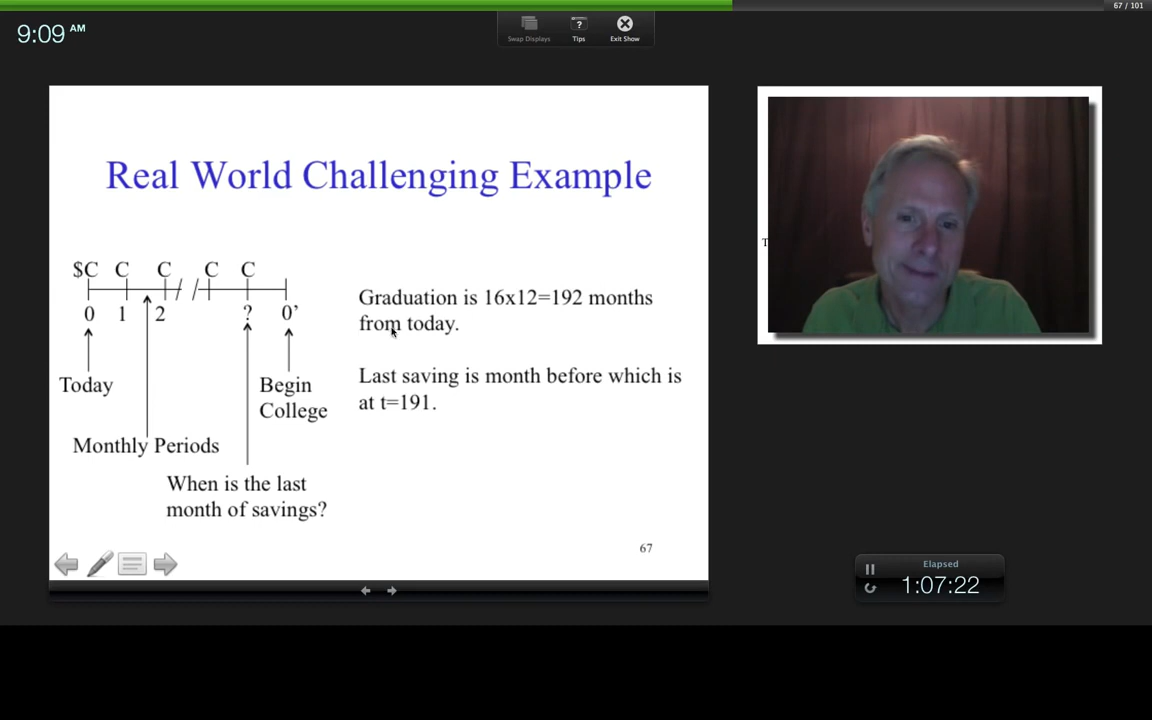 67 / 101
9:09 AM
Swap Displays
?
Tips
Exit Show
Real World Challenging Example
$C C C C C
0 1 2 ? 0’
Today
Begin
College
Monthly Periods
When is the last
month of savings?
Graduation is 16x12=192 months
from today.
Last saving is month before which is
at t=191.
67
T
Elapsed
1:07:22